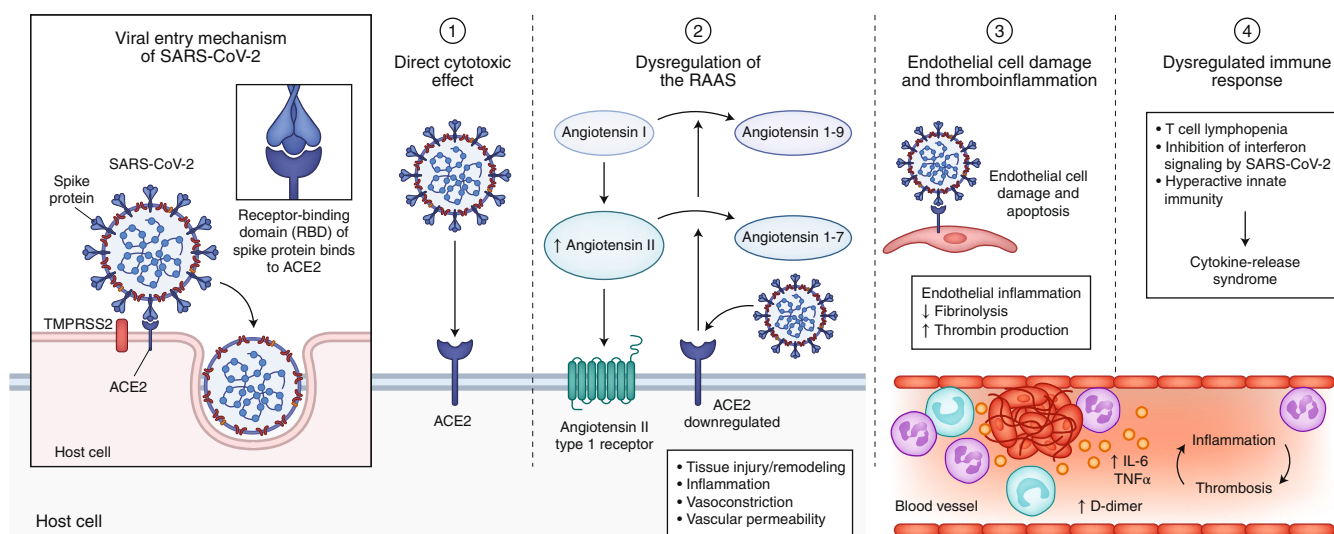 Viral entry mechanism
of SARS-CoV-2
SARS-CoV-2
Spike
protein
Receptor-binding
domain (RBD) of
spike protein binds
to ACE2
TMPRSS2
ACE2
Host cell
Host cell
1
Direct cytotoxic
effect
ACE2
2
Dysregulation of
the RAAS
Angiotensin I
Angiotensin 1-9
↑ Angiotensin II
Angiotensin 1-7
Angiotensin II
type 1 receptor
ACE2
downregulated
• Tissue injury/remodeling
• Inflammation
• Vasoconstriction
• Vascular permeability
3
Endothelial cell damage
and thromboinflammation
Endothelial cell
damage and
apoptosis
Endothelial inflammation
↓ Fibrinolysis
↑ Thrombin production
4
Dysregulated immune
response
• T cell lymphopenia
• Inhibition of interferon
signaling by SARS-CoV-2
• Hyperactive innate
immunity
Cytokine-release
syndrome
↑ IL-6
TNFα
↑ D-dimer
Blood vessel
Inflammation
Thrombosis